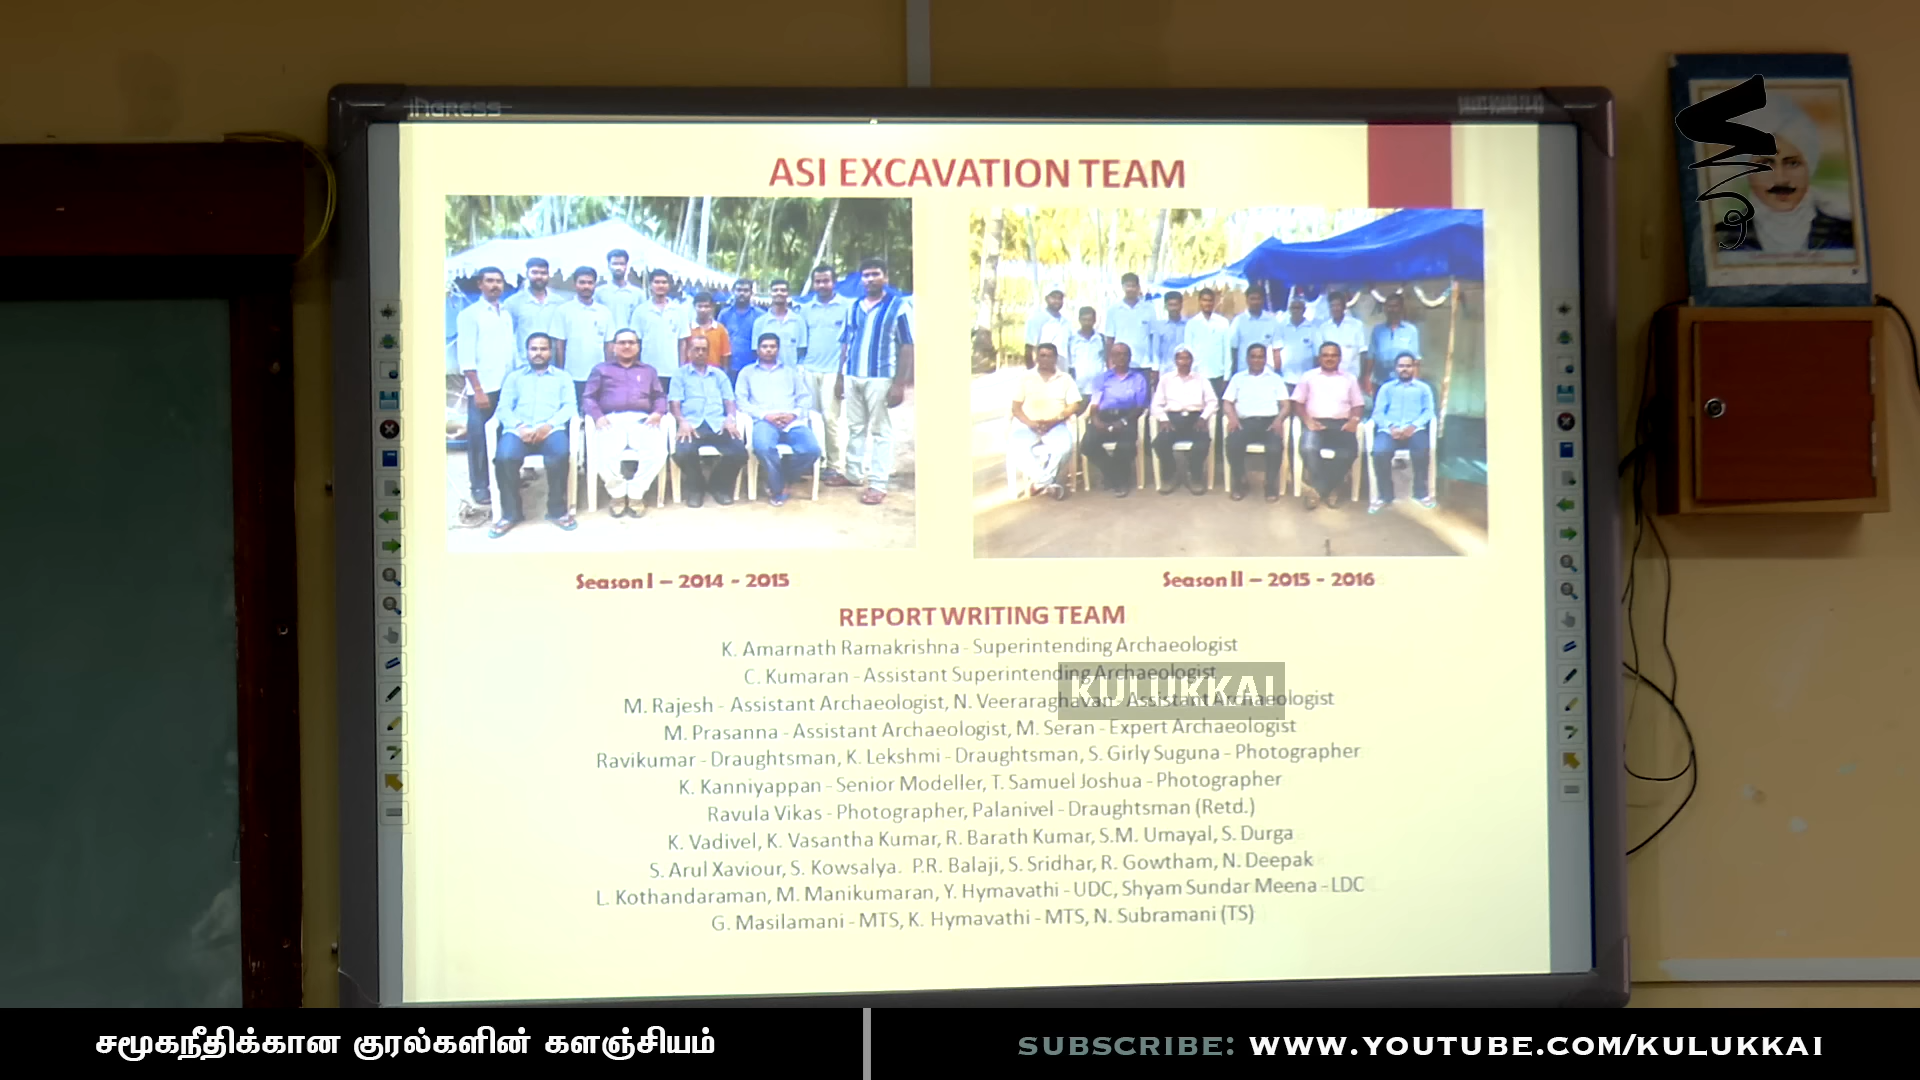 INGRESS
ASI EXCAVATION TEAM
Season I – 2014 - 2015
Season II – 2015 - 2016
REPORT WRITING TEAM
K. Amarnath Ramakrishna - Superintending Archaeologist
C. Kumaran - Assistant Superintending Archaeologist
M. Rajesh - Assistant Archaeologist, N. Veeraraghavan - Assistant Archaeologist
M. Prasanna - Assistant Archaeologist, M. Seran - Expert Archaeologist
Ravikumar - Draughtsman, K. Lekshmi - Draughtsman, S. Girly Suguna - Photographer
K. Kanniyappan - Senior Modeller, T. Samuel Joshua - Photographer
Ravula Vikas - Photographer, Palanivel - Draughtsman (Retd.)
K. Vadivel, K. Vasantha Kumar, R. Barath Kumar, S.M. Umayal, S. Durga
S. Arul Xaviour, S. Kowsalya. P.R. Balaji, S. Sridhar, R. Gowtham, N. Deepak
L. Kothandaraman, M. Manikumaran, Y. Hymavathi - UDC, Shyam Sundar Meena - LDC
G. Masilamani - MTS, K. Hymavathi - MTS, N. Subramani (TS)
KULUKKAI
சமூகநீதிக்கான குரல்களின் களஞ்சியம்
SUBSCRIBE: WWW.YOUTUBE.COM/KULUKKAI